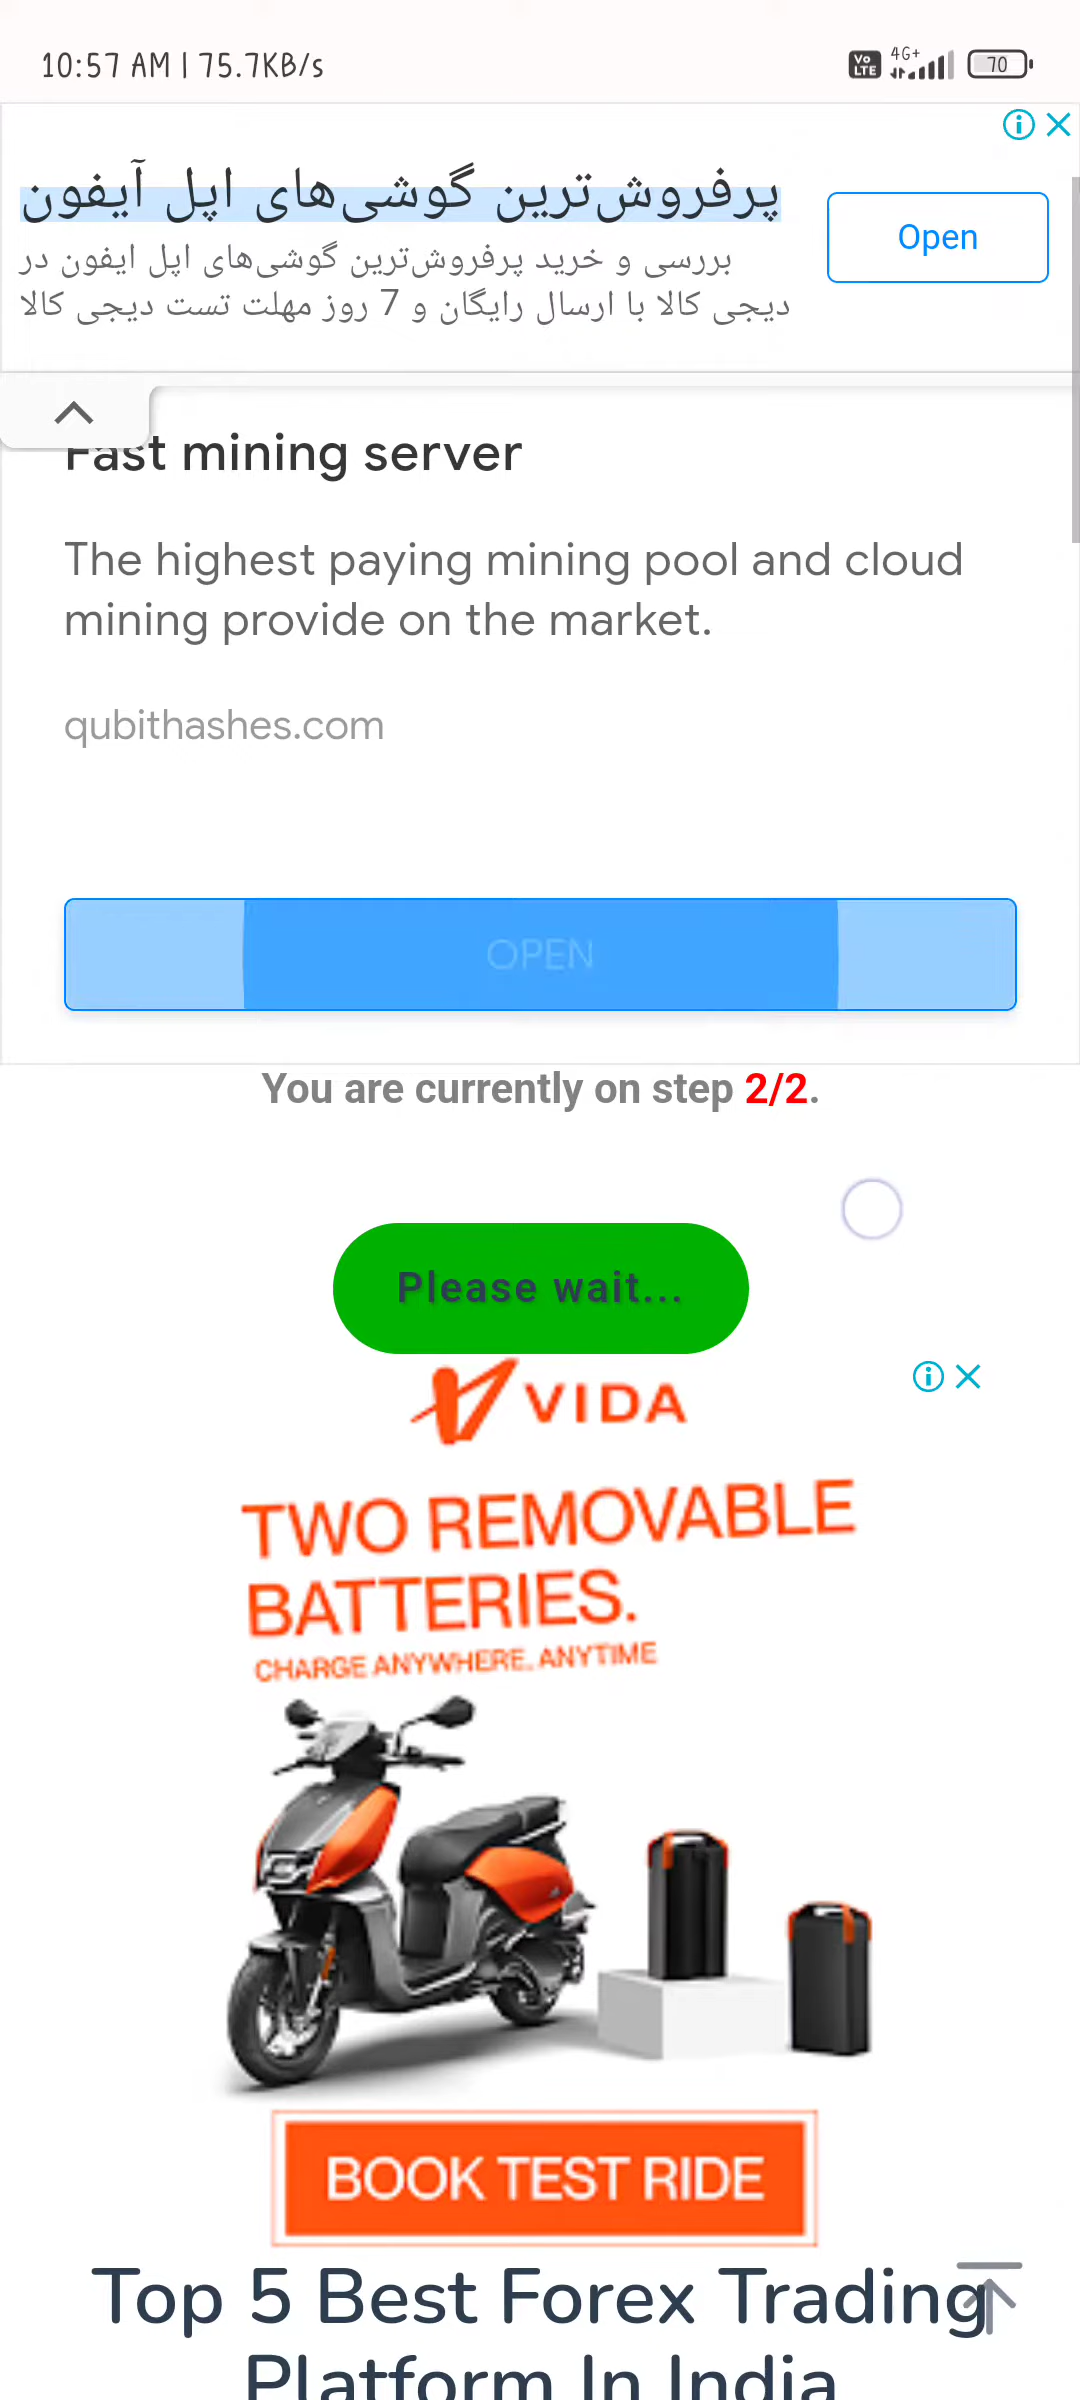 10:57 AM | 75.7KB/s
Vo LTE
4G+
70
پرفروش‌ترین گوشی‌های اپل آیفون
بررسی و خرید پرفروش‌ترین گوشی‌های اپل ایفون در
دیجی کالا با ارسال رایگان و 7 روز مهلت تست دیجی کالا
Open
Fast mining server
The highest paying mining pool and cloud
mining provide on the market.
qubithashes.com
OPEN
You are currently on step 2/2.
Please wait...
VIDA
TWO REMOVABLE
BATTERIES.
CHARGE ANYWHERE, ANYTIME
BOOK TEST RIDE
Top 5 Best Forex Trading
Platform In India